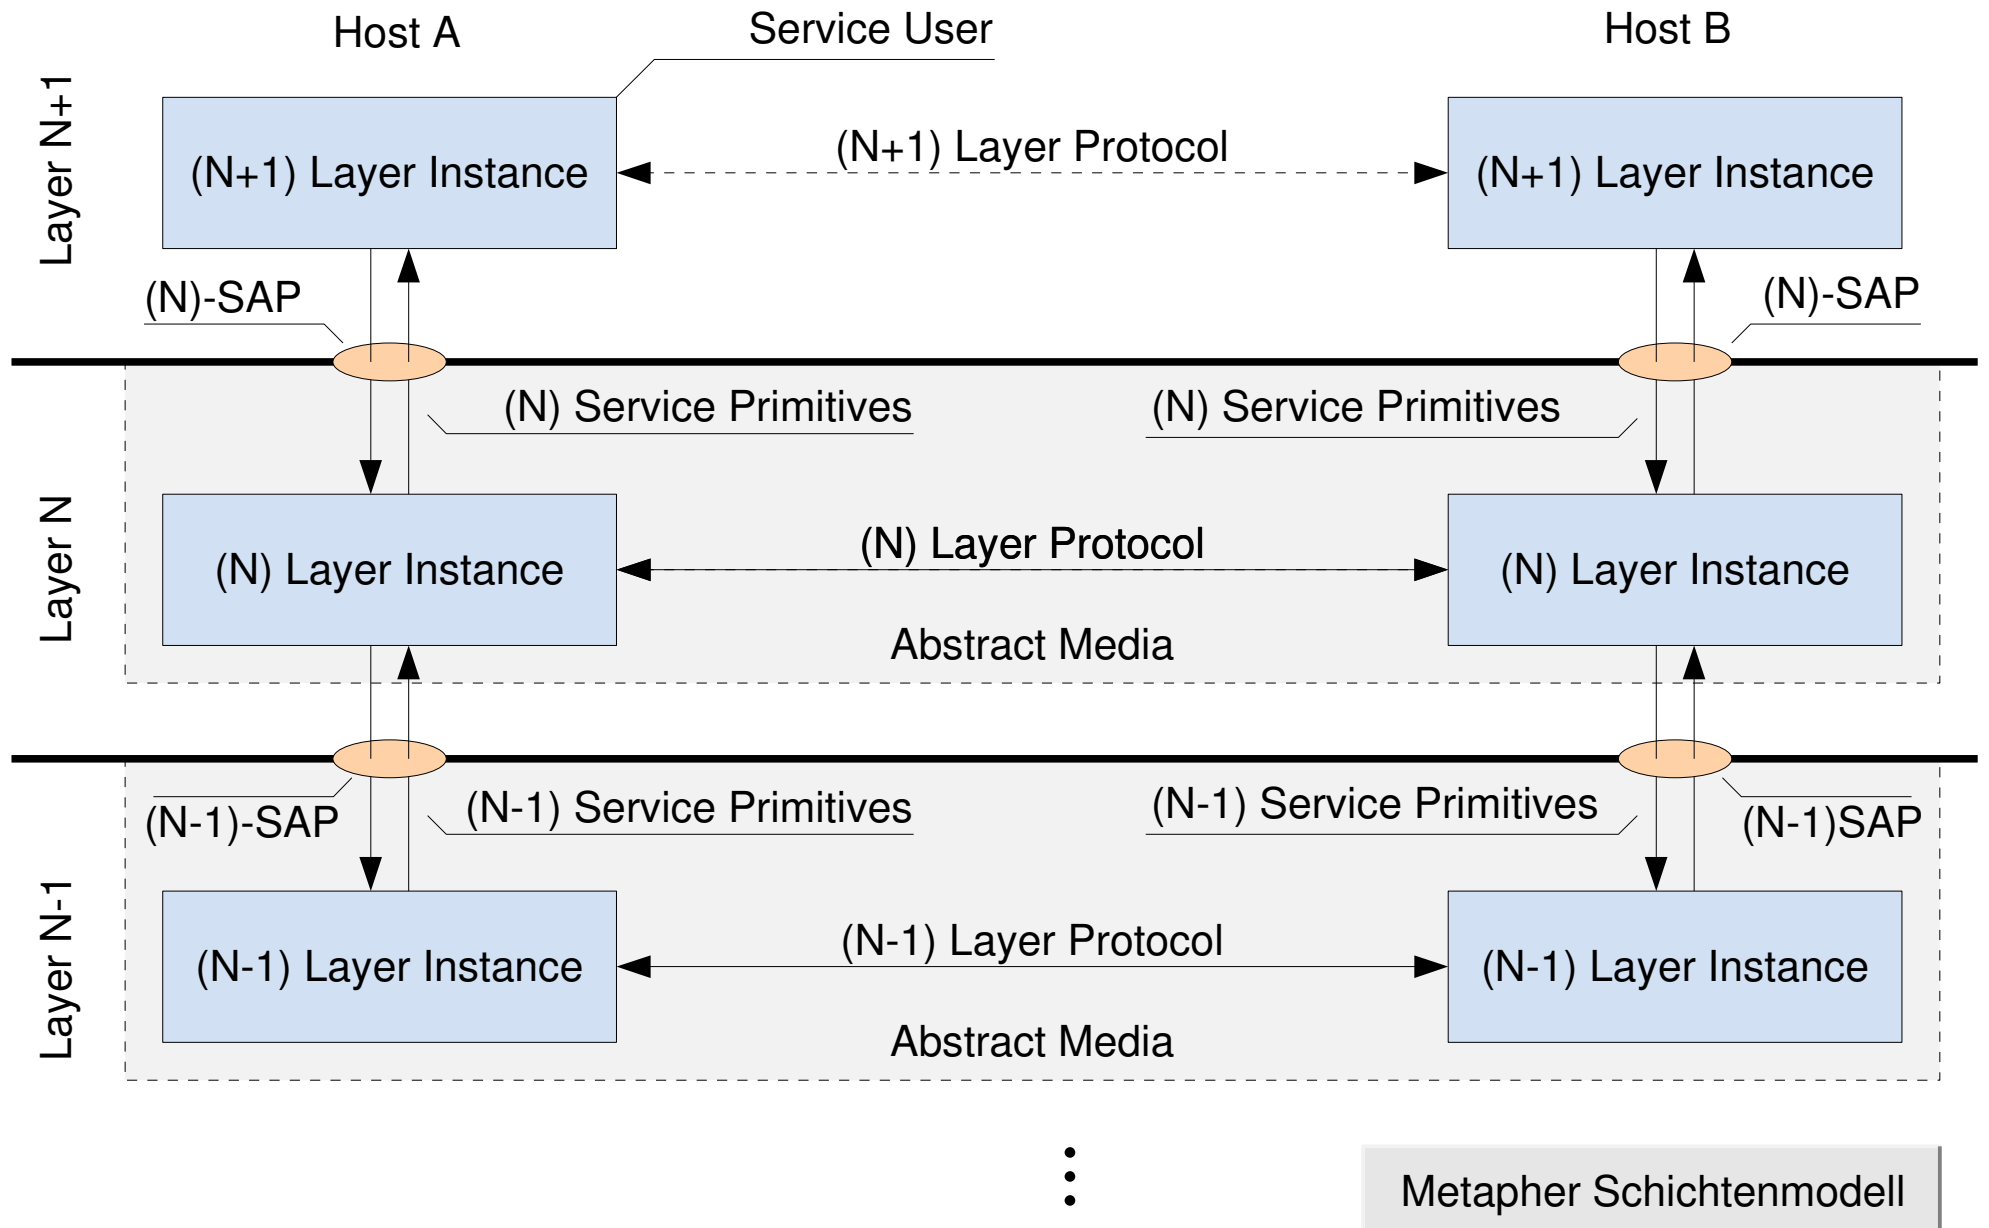 Host A
Service User
Host B
Layer N+1
(N+1) Layer Instance
(N+1) Layer Protocol
(N+1) Layer Instance
(N)-SAP
(N)-SAP
(N) Service Primitives
(N) Service Primitives
Layer N
(N) Layer Instance
(N) Layer Protocol
(N) Layer Instance
Abstract Media
(N-1)-SAP
(N-1) Service Primitives
(N-1) Service Primitives
(N-1)SAP
Layer N-1
(N-1) Layer Instance
(N-1) Layer Protocol
(N-1) Layer Instance
Abstract Media
Metapher Schichtenmodell